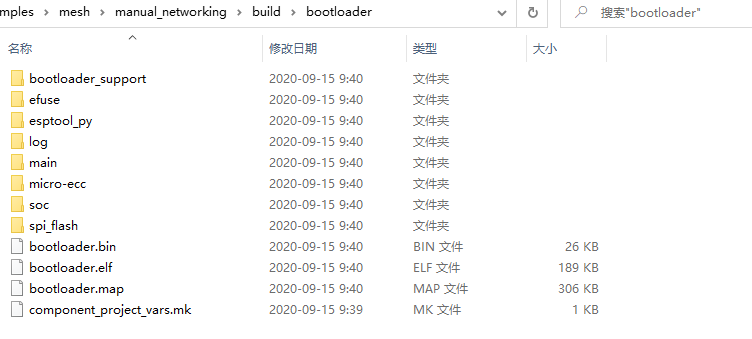 mples › mesh › manual_networking › build › bootloader 搜索"bootloader"
名称 修改日期 类型 大小
bootloader_support 2020-09-15 9:40 文件夹
efuse 2020-09-15 9:40 文件夹
esptool_py 2020-09-15 9:40 文件夹
log 2020-09-15 9:40 文件夹
main 2020-09-15 9:40 文件夹
micro-ecc 2020-09-15 9:40 文件夹
soc 2020-09-15 9:40 文件夹
spi_flash 2020-09-15 9:40 文件夹
bootloader.bin 2020-09-15 9:40 BIN 文件 26 KB
bootloader.elf 2020-09-15 9:40 ELF 文件 189 KB
bootloader.map 2020-09-15 9:40 MAP 文件 306 KB
component_project_vars.mk 2020-09-15 9:39 MK 文件 1 KB